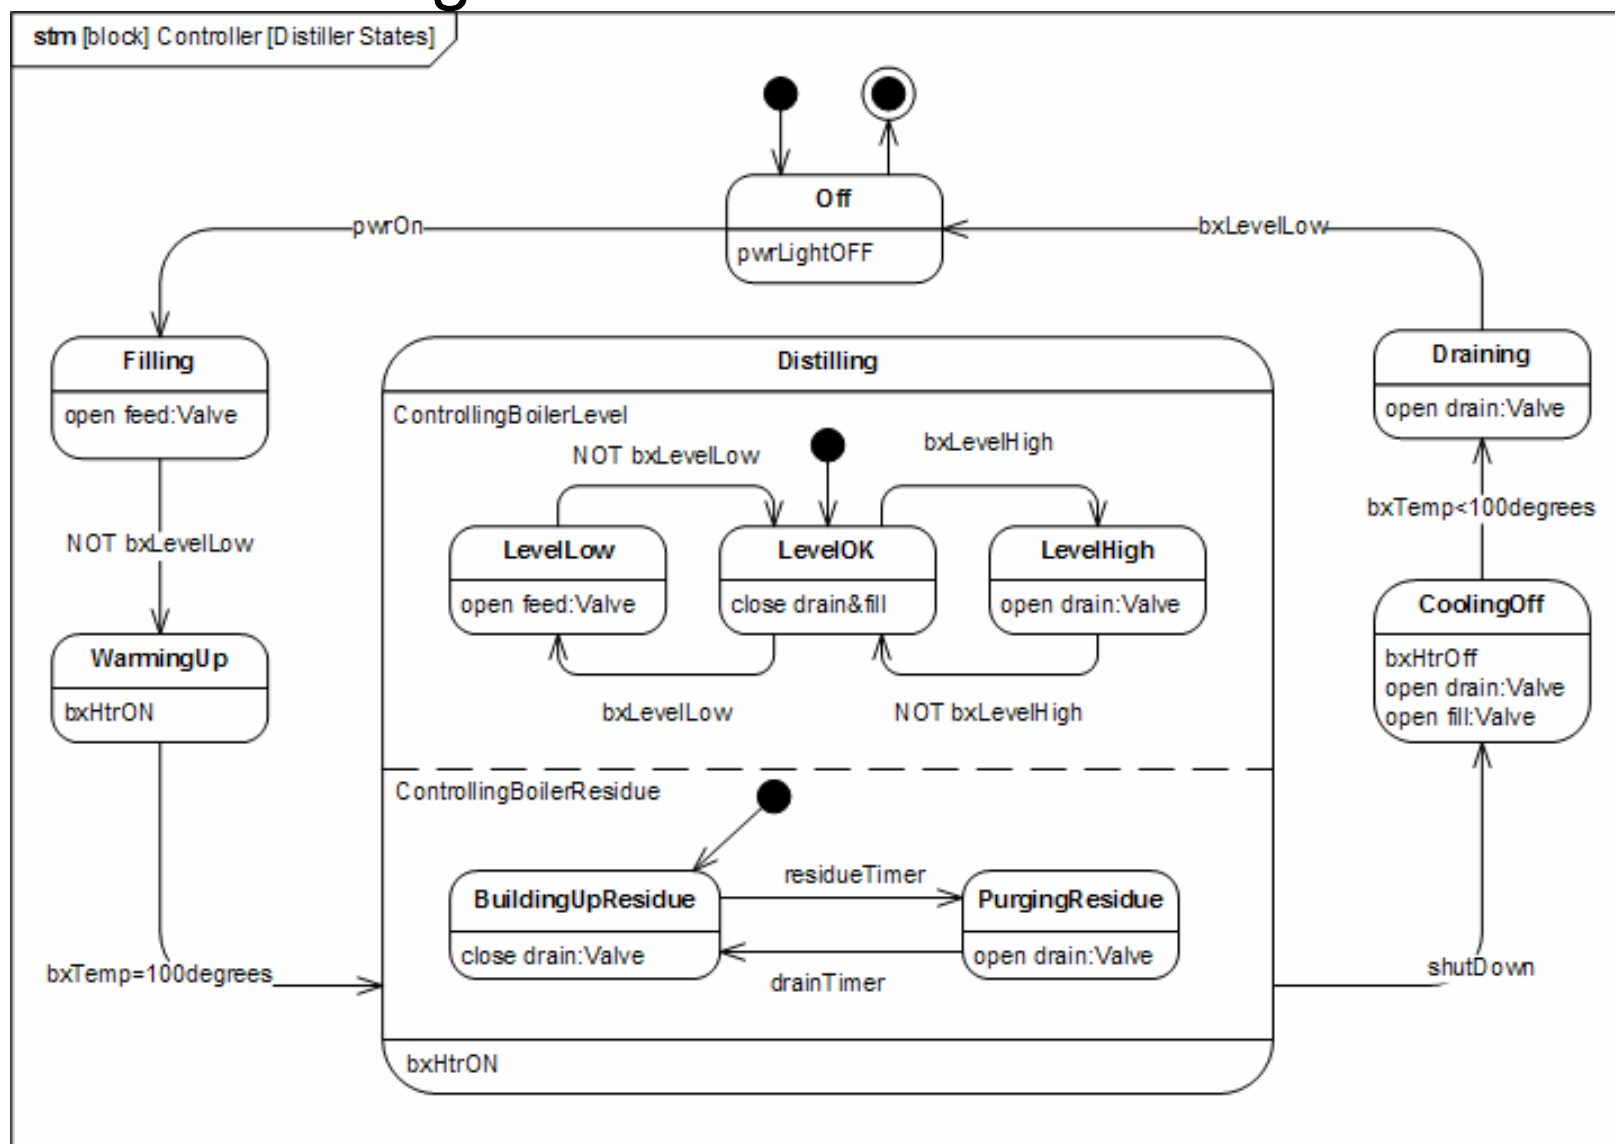 stm [block] Controller [Distiller States]
Off
pwrOn
bxLevelLow
pwrLightOFF
Filling
open feed:Valve
Distilling
Draining
open drain:Valve
ControllingBoilerLevel
NOT bxLevelLow
bxLevelHigh
bxTemp<100degrees
NOT bxLevelLow
LevelLow
open feed:Valve
LevelOK
close drain&fill
LevelHigh
open drain:Valve
CoolingOff
bxHtrOff
open drain:Valve
open fill:Valve
WarmingUp
bxHtrON
bxLevelLow
NOT bxLevelHigh
ControllingBoilerResidue
residueTimer
BuildingUpResidue
close drain:Valve
PurgingResidue
open drain:Valve
drainTimer
bxTemp=100degrees
shutDown
bxHtrON